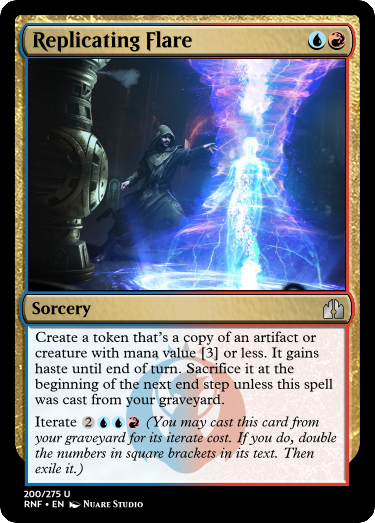 Replicating Flare
Sorcery
Create a token that's a copy of an artifact or
creature with mana value [3] or less. It gains
haste until end of turn. Sacrifice it at the
beginning of the next end step unless this spell
was cast from your graveyard.
Iterate 2 (You may cast this card from
your graveyard for its iterate cost. If you do, double
the numbers in square brackets in its text. Then
exile it.)
200/275 U
RNF • EN Nuare Studio